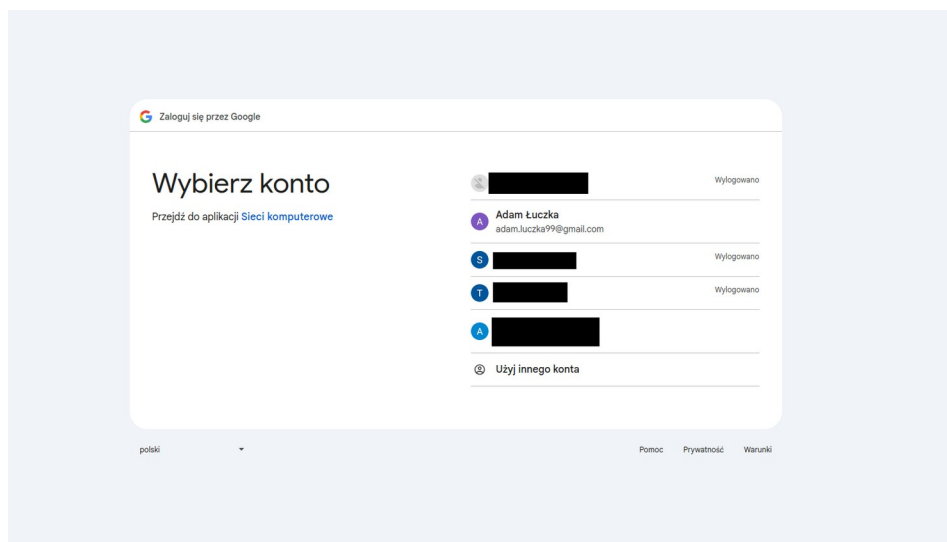 Zaloguj się przez Google
Wybierz konto
Przejdź do aplikacji Sieci komputerowe
Wylogowano
A
Adam Łuczka
adam.luczka99@gmail.com
S
Wylogowano
T
Wylogowano
A
Użyj innego konta
polski
Pomoc Prywatność Warunki